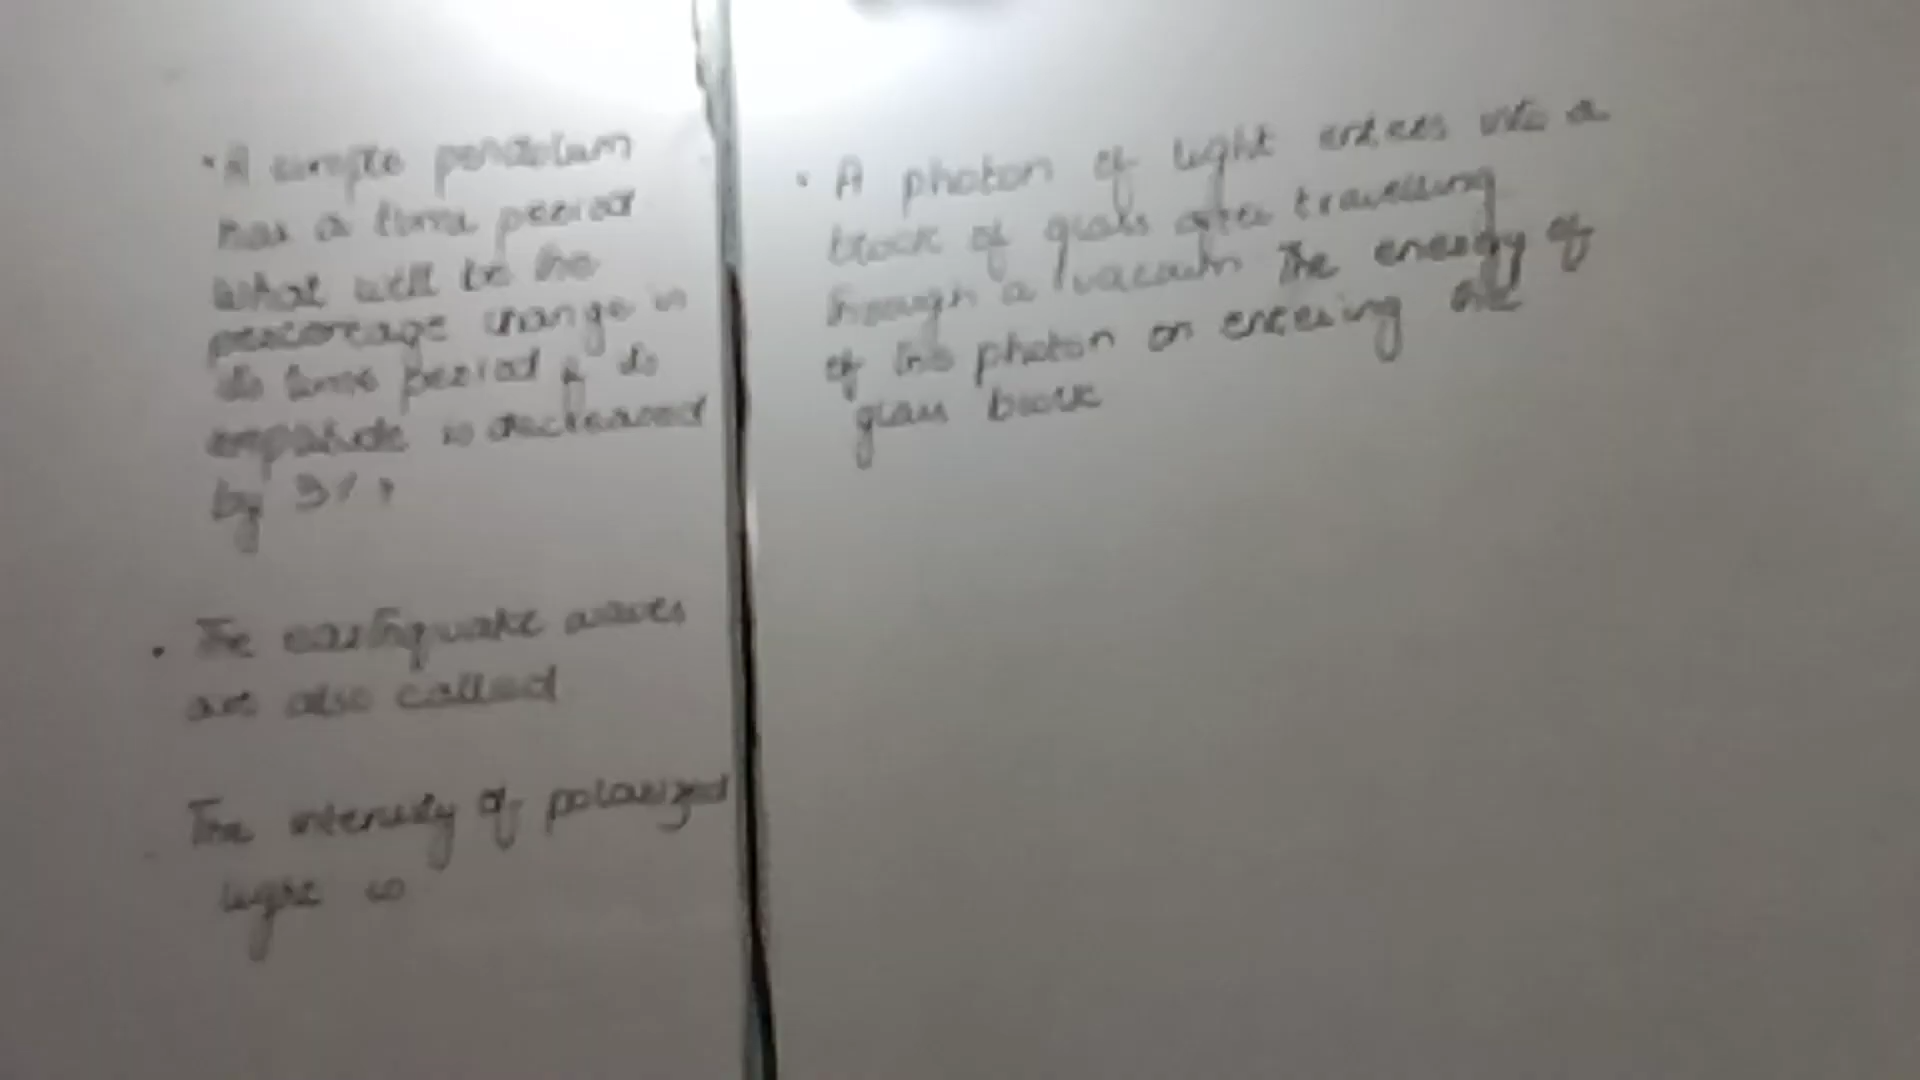 • A simple pendulum
has a time period
what will be the
percentage change in
its time period if its
amplitude is decreased
by 3%?
• The earthquake waves
are also called
The intensity of polarized
light is
• A photon of light enters into a
block of glass after travelling
through a vacuum The energy of
of this photon on entering the
glass block